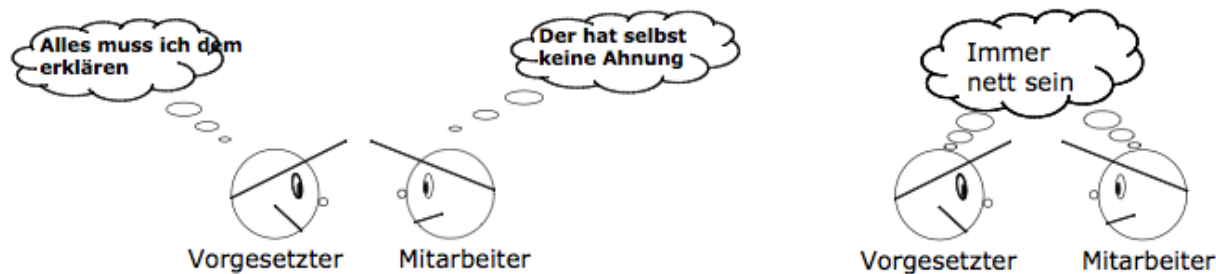 Alles muss ich dem
erklären
Der hat selbst
keine Ahnung
Vorgesetzter
Mitarbeiter
Immer
nett sein
Vorgesetzter
Mitarbeiter